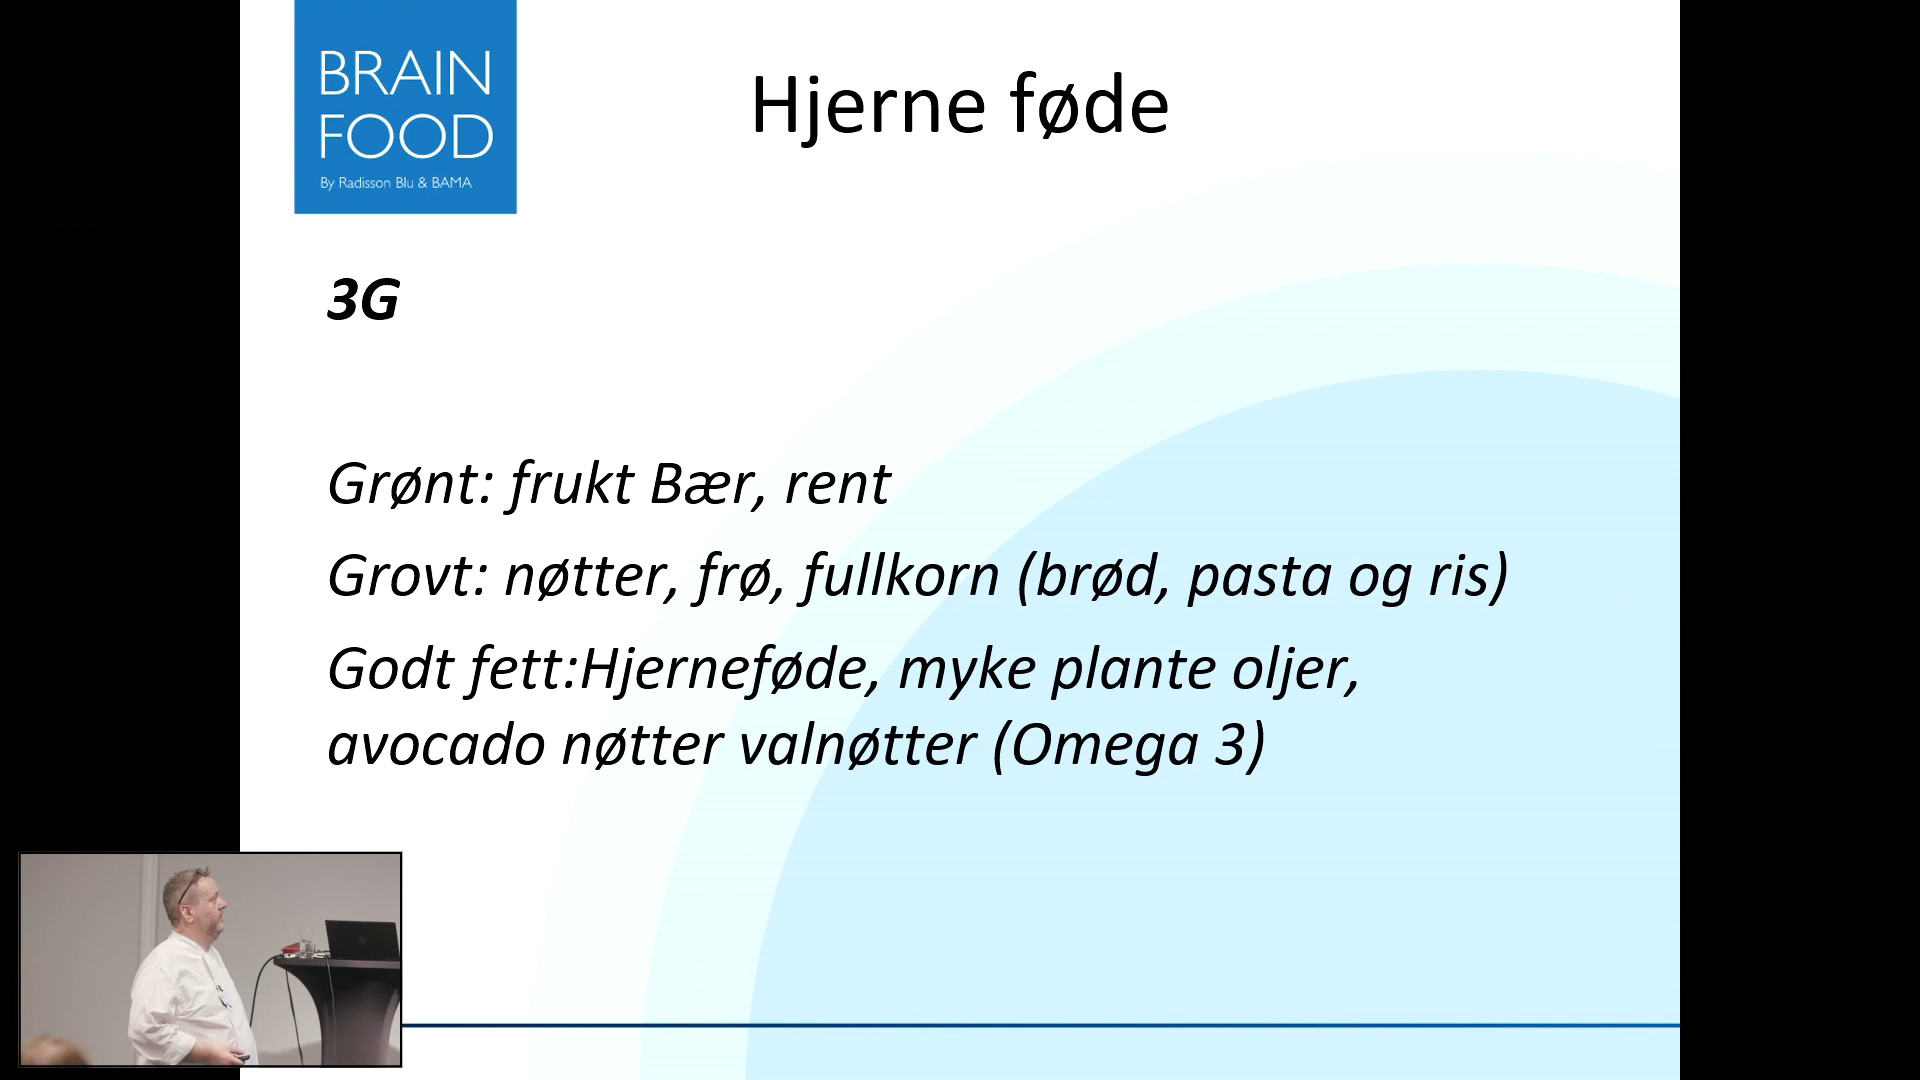 BRAIN
FOOD
By Radisson Blu & BAMA
Hjerne føde
3G
Grønt: frukt Bær, rent
Grovt: nøtter, frø, fullkorn (brød, pasta og ris)
Godt fett:Hjerneføde, myke plante oljer,
avocado nøtter valnøtter (Omega 3)